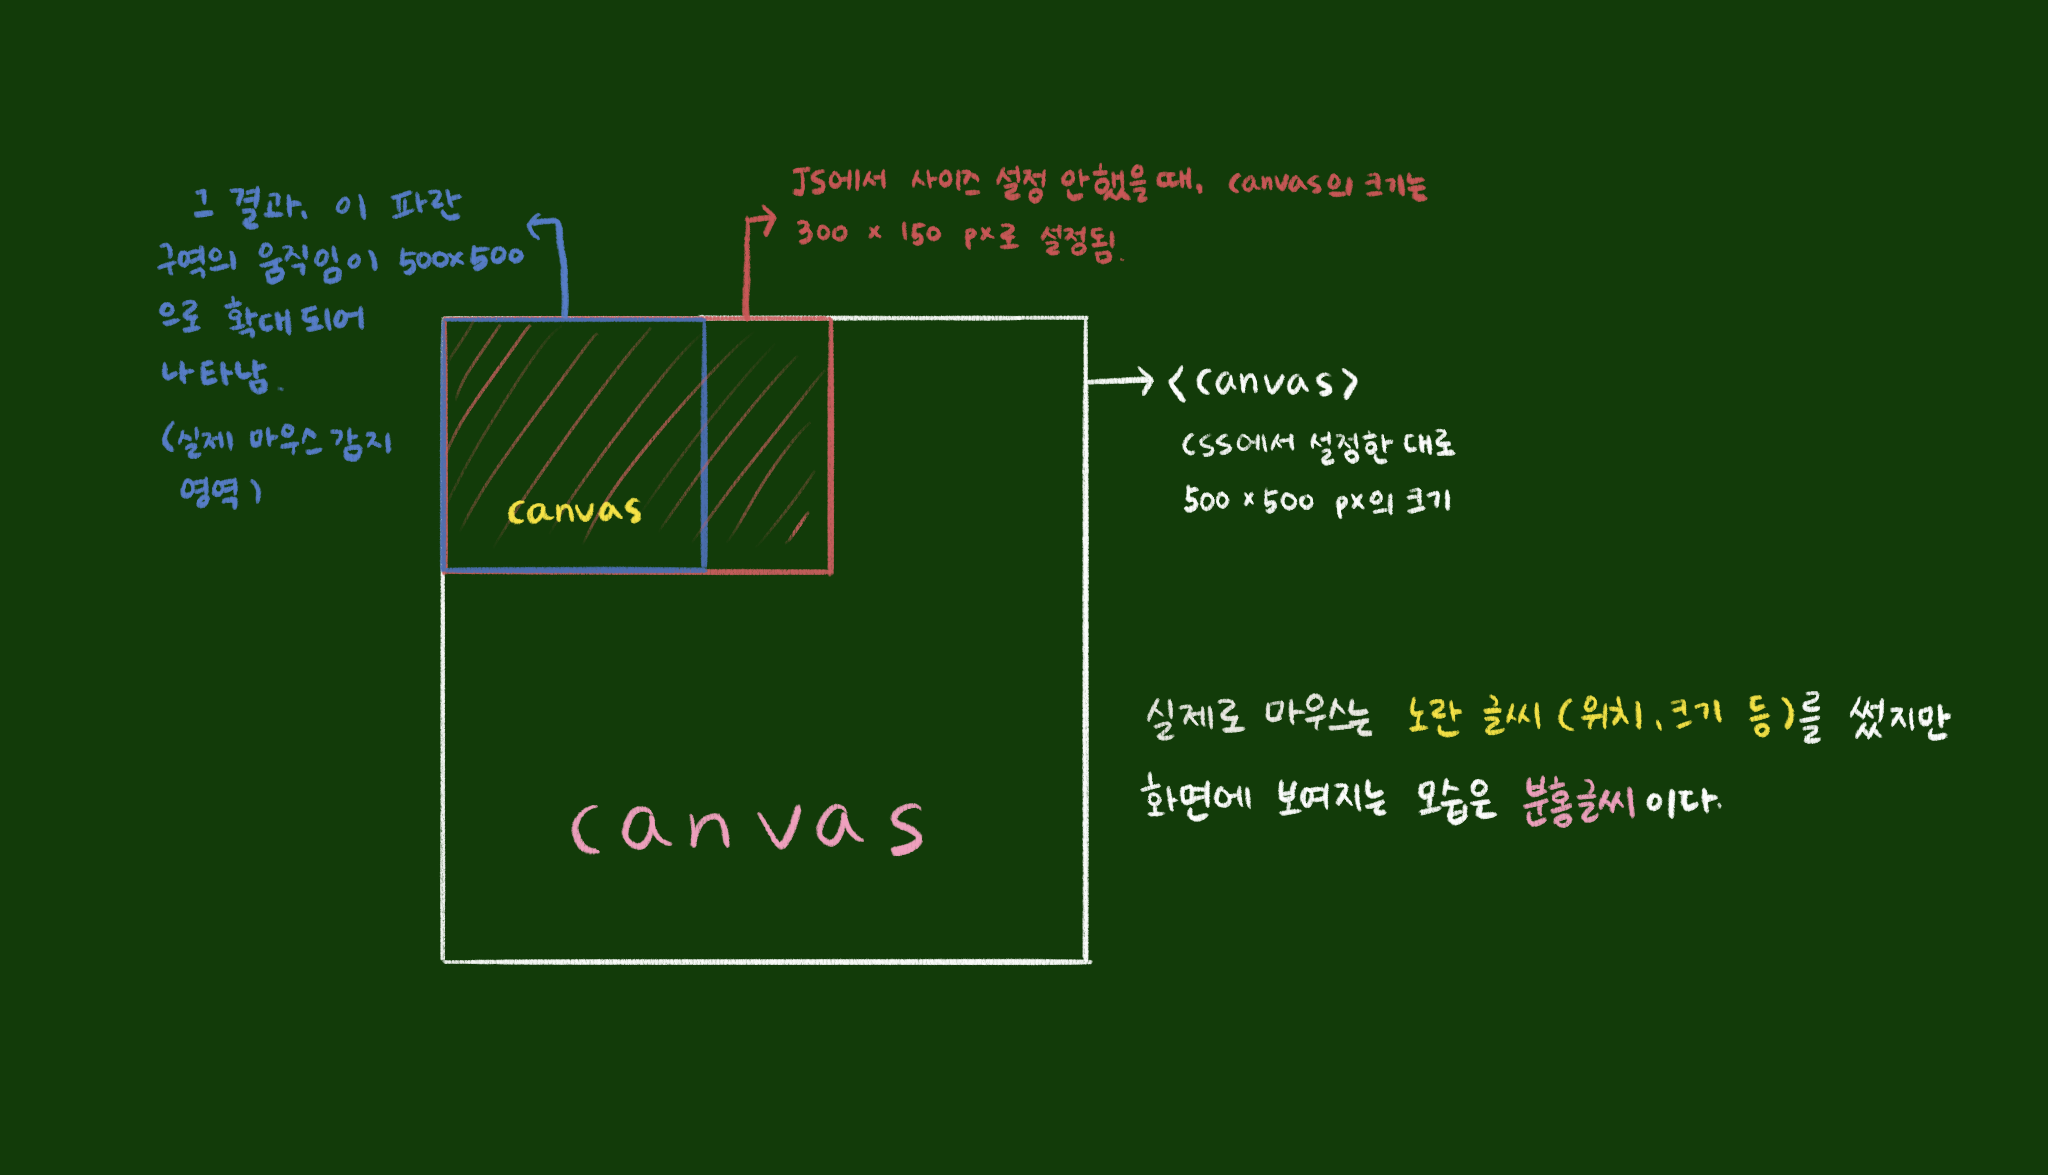 그 결과, 이 파란
구역의 움직임이 500×500
으로 확대되어
나타남.
(실제 마우스 감지
영역)
JS에서 사이즈 설정 안했을때, canvas의 크기는
300 × 150 px로 설정됨.
canvas
<canvas>
CSS에서 설정한 대로
500 × 500 px의 크기
canvas
실제로 마우스는 노란 글씨 (위치, 크기 등)를 썼지만
화면에 보여지는 모습은 분홍글씨이다.